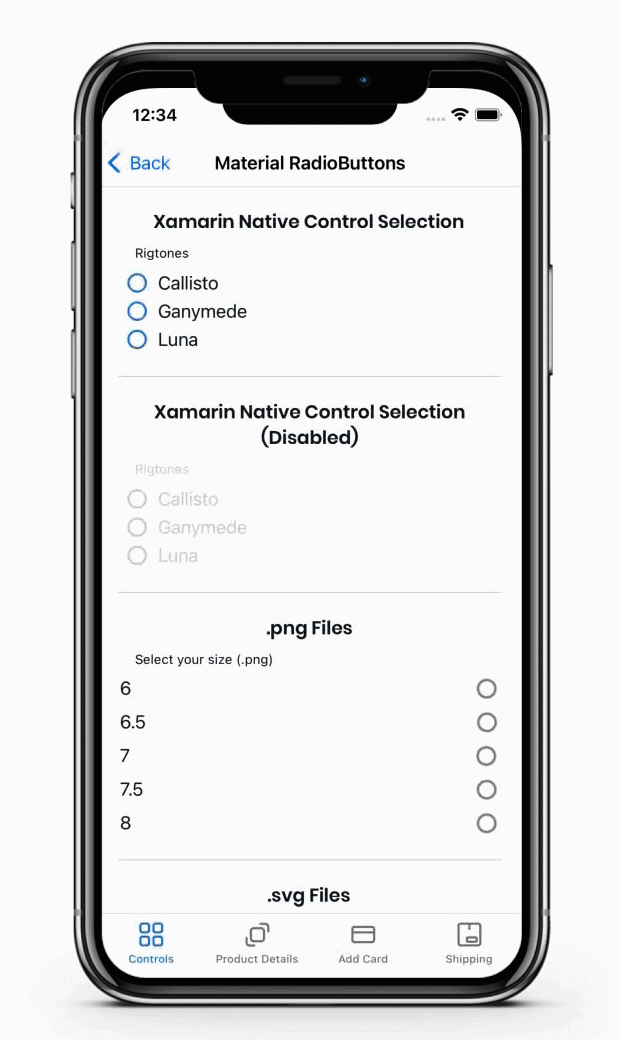 12:34
Back
Material RadioButtons
Xamarin Native Control Selection
Rigtones
Callisto
Ganymede
Luna
Xamarin Native Control Selection
(Disabled)
Rigtones
Callisto
Ganymede
Luna
.png Files
Select your size (.png)
6
6.5
7
7.5
8
.svg Files
Controls
Product Details
Add Card
Shipping